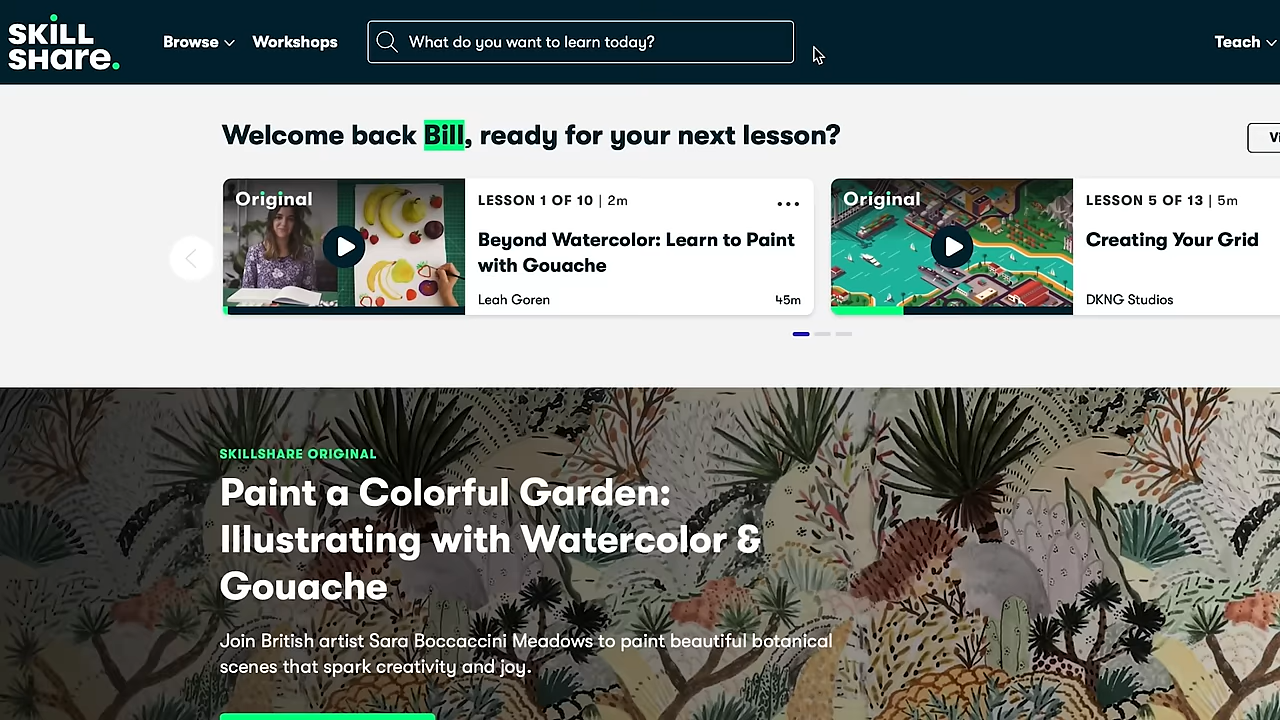 SKILL
SHare.
Browse
Workshops
What do you want to learn today?
Teach
Welcome back Bill, ready for your next lesson?
Original
LESSON 1 OF 10 | 2m
Beyond Watercolor: Learn to Paint
with Gouache
Leah Goren
45m
Original
LESSON 5 OF 13 | 5m
Creating Your Grid
DKNG Studios
SKILLSHARE ORIGINAL
Paint a Colorful Garden:
Illustrating with Watercolor &
Gouache
Join British artist Sara Boccaccini Meadows to paint beautiful botanical
scenes that spark creativity and joy.